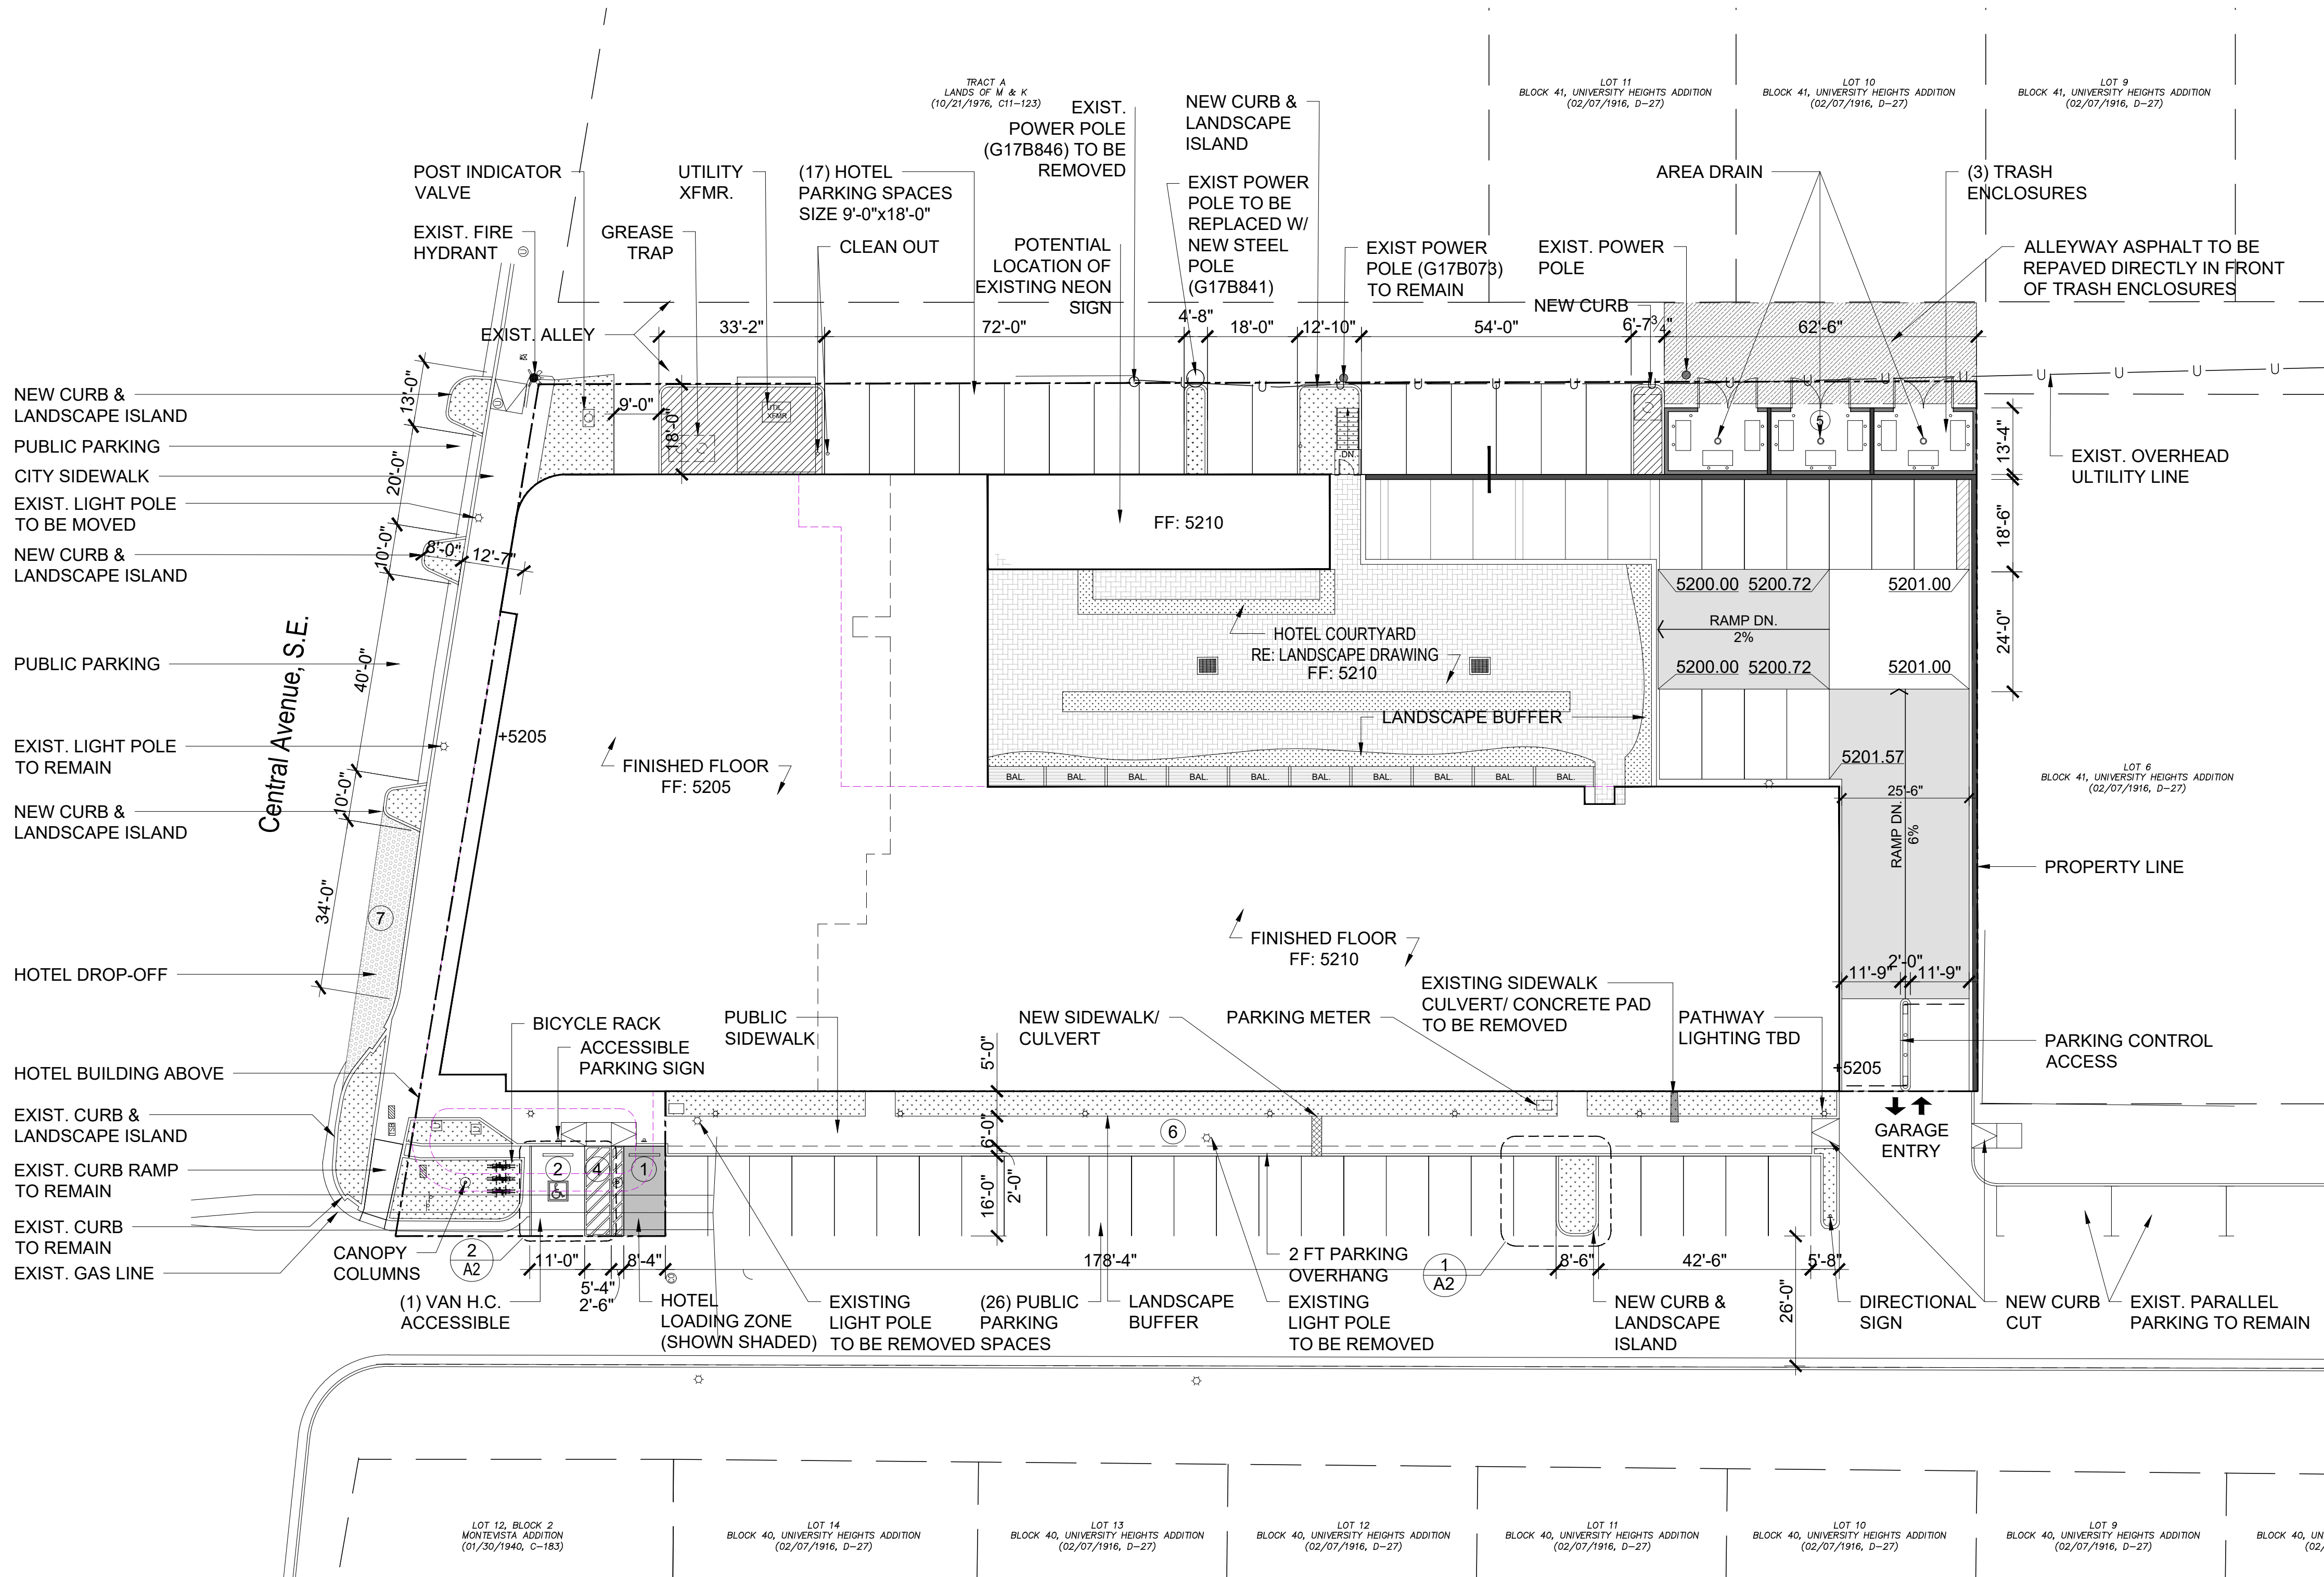 TRACT A
LANDS OF M & K
(10/21/1976, C11-123)
LOT 11
BLOCK 41, UNIVERSITY HEIGHTS ADDITION
(02/07/1916, D-27)
LOT 10
BLOCK 41, UNIVERSITY HEIGHTS ADDITION
(02/07/1916, D-27)
LOT 9
BLOCK 41, UNIVERSITY HEIGHTS ADDITION
(02/07/1916, D-27)
EXIST.
POWER POLE
(G17B846) TO BE
REMOVED
NEW CURB &
LANDSCAPE
ISLAND
POST INDICATOR
VALVE
UTILITY
XFMR.
(17) HOTEL
PARKING SPACES
SIZE 9'-0"x18'-0"
EXIST POWER
POLE TO BE
REPLACED W/
NEW STEEL
POLE
(G17B841)
AREA DRAIN
(3) TRASH
ENCLOSURES
EXIST. FIRE
HYDRANT
GREASE
TRAP
CLEAN OUT
POTENTIAL
LOCATION OF
EXISTING NEON
SIGN
EXIST POWER
POLE (G17B073)
TO REMAIN
EXIST. POWER
POLE
NEW CURB
ALLEYWAY ASPHALT TO BE
REPAVED DIRECTLY IN FRONT
OF TRASH ENCLOSURES
EXIST. ALLEY
33'-2"
72'-0"
4'-8"
18'-0"
12'-10"
54'-0"
6'-7 3/4"
62'-6"
NEW CURB &
LANDSCAPE ISLAND
PUBLIC PARKING
CITY SIDEWALK
EXIST. LIGHT POLE
TO BE MOVED
NEW CURB &
LANDSCAPE ISLAND
PUBLIC PARKING
EXIST. LIGHT POLE
TO REMAIN
NEW CURB &
LANDSCAPE ISLAND
HOTEL DROP-OFF
HOTEL BUILDING ABOVE
EXIST. CURB &
LANDSCAPE ISLAND
EXIST. CURB RAMP
TO REMAIN
EXIST. CURB
TO REMAIN
EXIST. GAS LINE
Central Avenue, S.E.
13'-0"
20'-0"
10'-0"
8'-0"
12'-7"
40'-0"
10'-0"
34'-0"
7
9'-0"
18'-0"
UTIL
XFMR
DN.
5
13'-4"
EXIST. OVERHEAD
ULTILITY LINE
18'-6"
24'-0"
FF: 5210
HOTEL COURTYARD
RE: LANDSCAPE DRAWING
FF: 5210
LANDSCAPE BUFFER
BAL.
BAL.
BAL.
BAL.
BAL.
BAL.
BAL.
BAL.
BAL.
BAL.
5200.00
5200.72
5201.00
RAMP DN.
2%
5200.00
5200.72
5201.00
5201.57
25'-6"
RAMP DN.
6%
LOT 6
BLOCK 41, UNIVERSITY HEIGHTS ADDITION
(02/07/1916, D-27)
PROPERTY LINE
+5205
FINISHED FLOOR
FF: 5205
FINISHED FLOOR
FF: 5210
11'-9"
2'-0"
11'-9"
BICYCLE RACK
ACCESSIBLE
PARKING SIGN
PUBLIC
SIDEWALK
5'-0"
NEW SIDEWALK/
CULVERT
PARKING METER
EXISTING SIDEWALK
CULVERT/ CONCRETE PAD
TO BE REMOVED
PATHWAY
LIGHTING TBD
+5205
PARKING CONTROL
ACCESS
GARAGE
ENTRY
6
6'-0"
2'-0"
16'-0"
2
4
1
CANOPY
COLUMNS
2
A2
11'-0"
5'-4"
2'-6"
8'-4"
178'-4"
8'-6"
42'-6"
5'-8"
26'-0"
1
A2
2 FT PARKING
OVERHANG
(1) VAN H.C.
ACCESSIBLE
HOTEL
LOADING ZONE
(SHOWN SHADED)
EXISTING
LIGHT POLE
TO BE REMOVED
(26) PUBLIC
PARKING
SPACES
LANDSCAPE
BUFFER
EXISTING
LIGHT POLE
TO BE REMOVED
NEW CURB &
LANDSCAPE
ISLAND
DIRECTIONAL
SIGN
NEW CURB
CUT
EXIST. PARALLEL
PARKING TO REMAIN
LOT 12, BLOCK 2
MONTEVISTA ADDITION
(01/30/1940, C-183)
LOT 14
BLOCK 40, UNIVERSITY HEIGHTS ADDITION
(02/07/1916, D-27)
LOT 13
BLOCK 40, UNIVERSITY HEIGHTS ADDITION
(02/07/1916, D-27)
LOT 12
BLOCK 40, UNIVERSITY HEIGHTS ADDITION
(02/07/1916, D-27)
LOT 11
BLOCK 40, UNIVERSITY HEIGHTS ADDITION
(02/07/1916, D-27)
LOT 10
BLOCK 40, UNIVERSITY HEIGHTS ADDITION
(02/07/1916, D-27)
LOT 9
BLOCK 40, UNIVERSITY HEIGHTS ADDITION
(02/07/1916, D-27)
BLOCK 40, UN
(02/